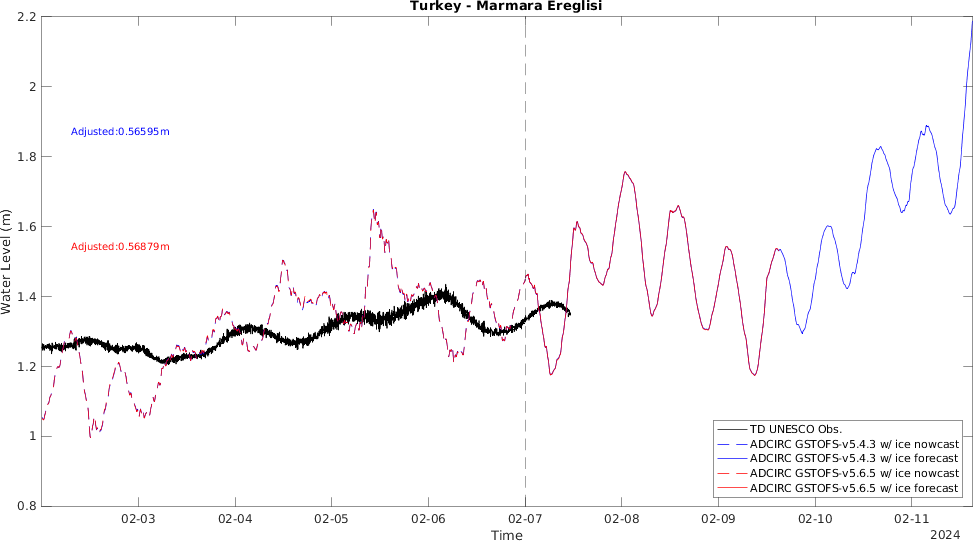 Turkey - Marmara Ereglisi
2.2
2
1.8
1.6
1.4
1.2
1
0.8
Water Level (m)
Adjusted:0.56595m
Adjusted:0.56879m
TD UNESCO Obs.
ADCIRC GSTOFS-v5.4.3 w/ ice nowcast
ADCIRC GSTOFS-v5.4.3 w/ ice forecast
ADCIRC GSTOFS-v5.6.5 w/ ice nowcast
ADCIRC GSTOFS-v5.6.5 w/ ice forecast
02-03 02-04 02-05 02-06 02-07 02-08 02-09 02-10 02-11
Time
2024